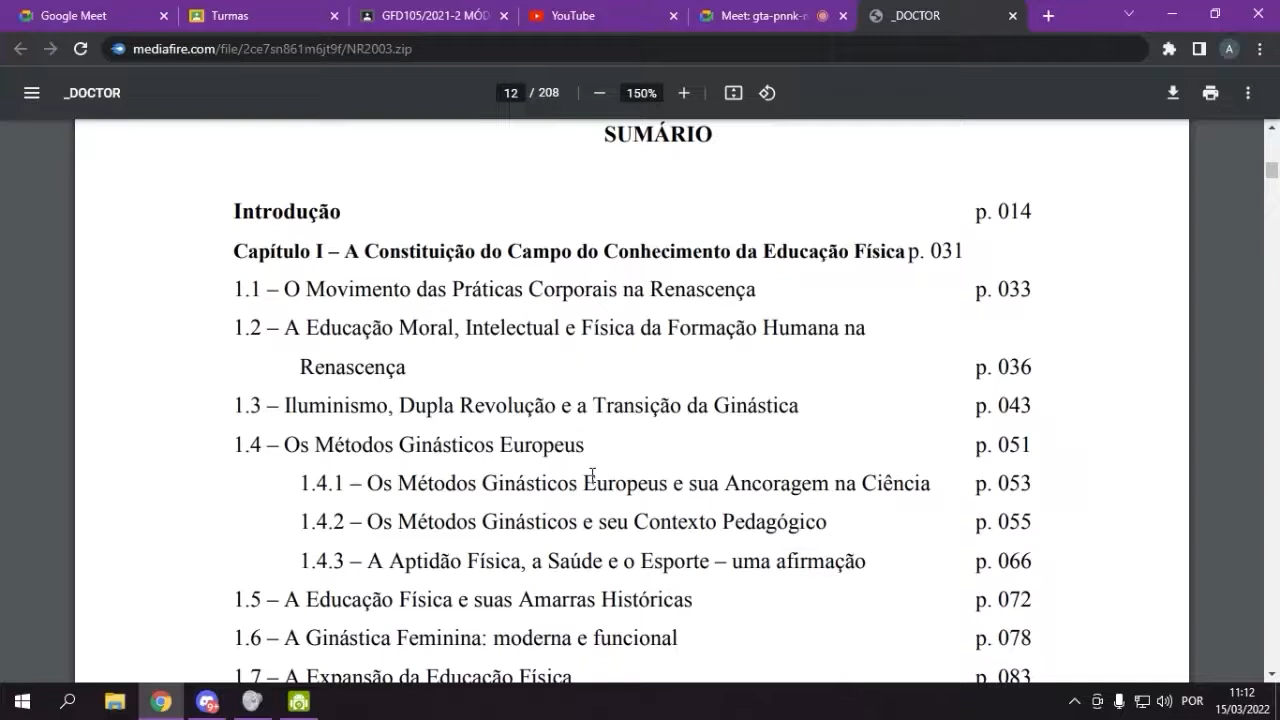 Google Meet
Turmas
GFD105/2021-2 MÓD
YouTube
Meet: gta-pnnk-
_DOCTOR
mediafire.com/file/2ce7sn861m6jt9f/NR2003.zip
A
_DOCTOR
12 / 208
150%
SUMÁRIO
Introdução p. 014
Capítulo I – A Constituição do Campo do Conhecimento da Educação Física p. 031
1.1 – O Movimento das Práticas Corporais na Renascença p. 033
1.2 – A Educação Moral, Intelectual e Física da Formação Humana na
Renascença p. 036
1.3 – Iluminismo, Dupla Revolução e a Transição da Ginástica p. 043
1.4 – Os Métodos Ginásticos Europeus p. 051
1.4.1 – Os Métodos Ginásticos Europeus e sua Ancoragem na Ciência p. 053
1.4.2 – Os Métodos Ginásticos e seu Contexto Pedagógico p. 055
1.4.3 – A Aptidão Física, a Saúde e o Esporte – uma afirmação p. 066
1.5 – A Educação Física e suas Amarras Históricas p. 072
1.6 – A Ginástica Feminina: moderna e funcional p. 078
1.7 – A Expansão da Educação Física p. 083
POR
11:12
15/03/2022